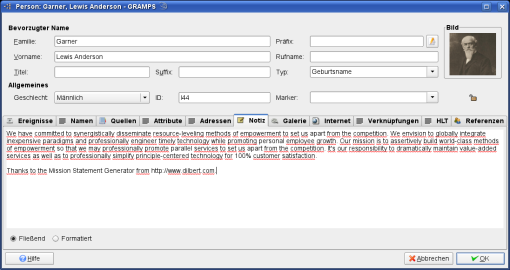 Person: Garner, Lewis Anderson - GRAMPS
Bevorzugter Name
Bild
Familie: Garner
Präfix:
Vorname: Lewis Anderson
Rufname:
Titel:
Suffix:
Typ: Geburtsname
Allgemeines
Geschlecht: Männlich
ID: I44
Marker:
Ereignisse Namen Quellen Attribute Adressen Notiz Galerie Internet Verknüpfungen HLT Referenzen
We have committed to synergistically disseminate resource-leveling methods of empowerment to set us apart from the competition. We envision to globally integrate
inexpensive paradigms and professionally engineer timely technology while promoting personal employee growth. Our mission is to assertively build world-class methods
of empowerment so that we may professionally promote parallel services to set us apart from the competition. It's our responsibility to dramatically maintain value-added
services as well as to professionally simplify principle-centered technology for 100% customer satisfaction.
Thanks to the Mission Statement Generator from http://www.dilbert.com.
Fließend Formatiert
Hilfe
Abbrechen
OK